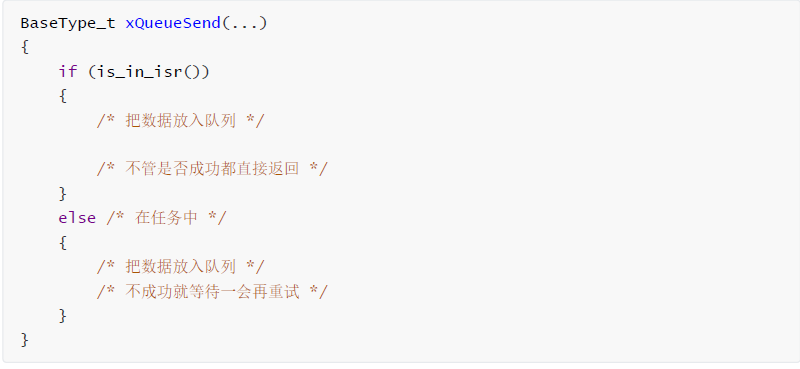 BaseType_t xQueueSend(...)
{
    if (is_in_isr())
    {
        /* 把数据放入队列 */
        /* 不管是否成功都直接返回 */
    }
    else /* 在任务中 */
    {
        /* 把数据放入队列 */
        /* 不成功就等待一会再重试 */
    }
}